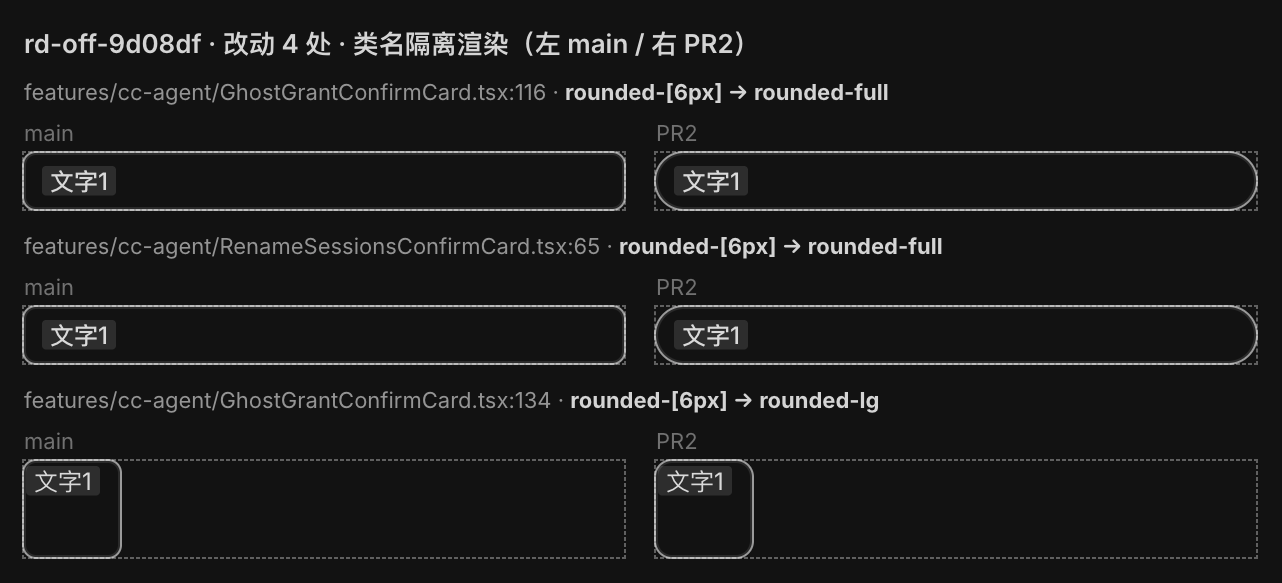 rd-off-9d08df · 改动 4 处 · 类名隔离渲染（左 main / 右 PR2）
features/cc-agent/GhostGrantConfirmCard.tsx:116 · rounded-[6px] → rounded-full
main PR2
文字1 文字1
features/cc-agent/RenameSessionsConfirmCard.tsx:65 · rounded-[6px] → rounded-full
main PR2
文字1 文字1
features/cc-agent/GhostGrantConfirmCard.tsx:134 · rounded-[6px] → rounded-lg
main PR2
文字1 文字1